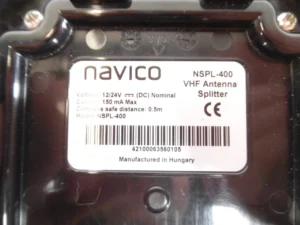 navico
NSPL-400
VHF Antenna
Splitter
Voltage: 12/24V ⎓ (DC) Nominal
Current: 150 mA Max
Compass safe distance: 0.5m
Model: NSPL-400
CE
42100063560105
Manufactured in Hungary